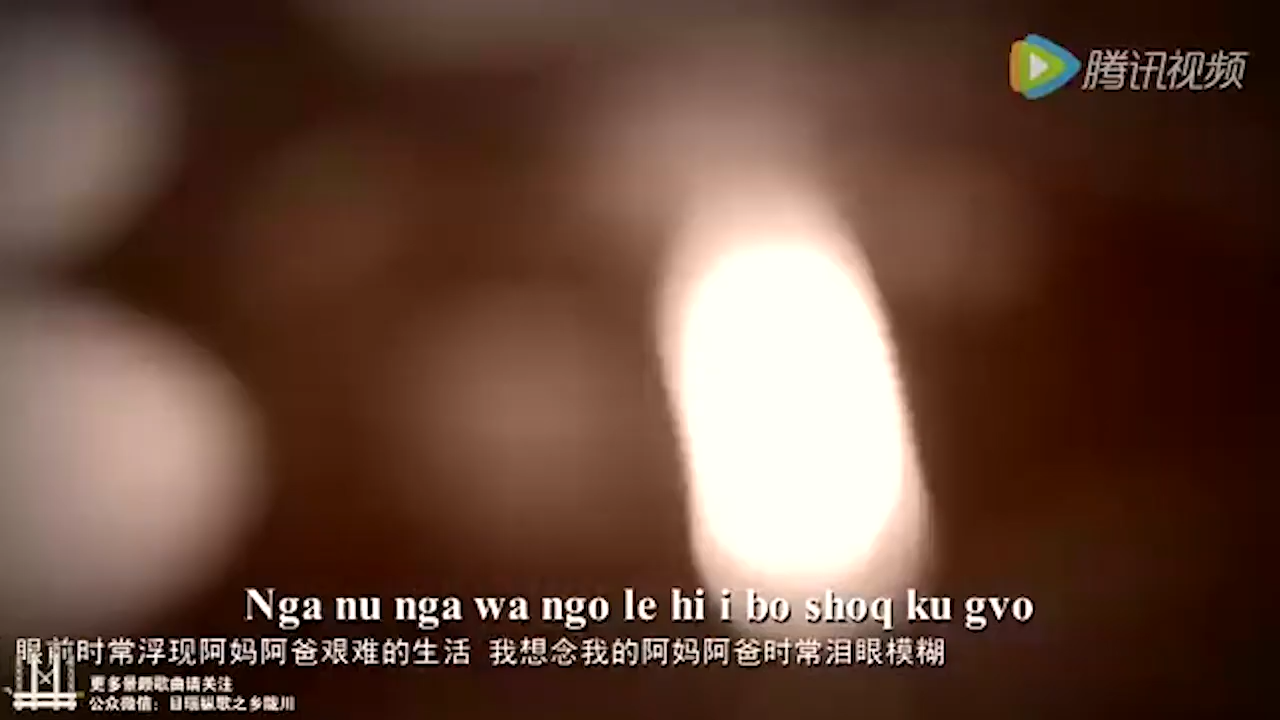 腾讯视频
Nga nu nga wa ngo le hi i bo shoq ku gvo
眼前时常浮现阿妈阿爸艰难的生活 我想念我的阿妈阿爸时常泪眼模糊
更多景颇歌曲请关注
公众微信：目瑙纵歌之乡陇川